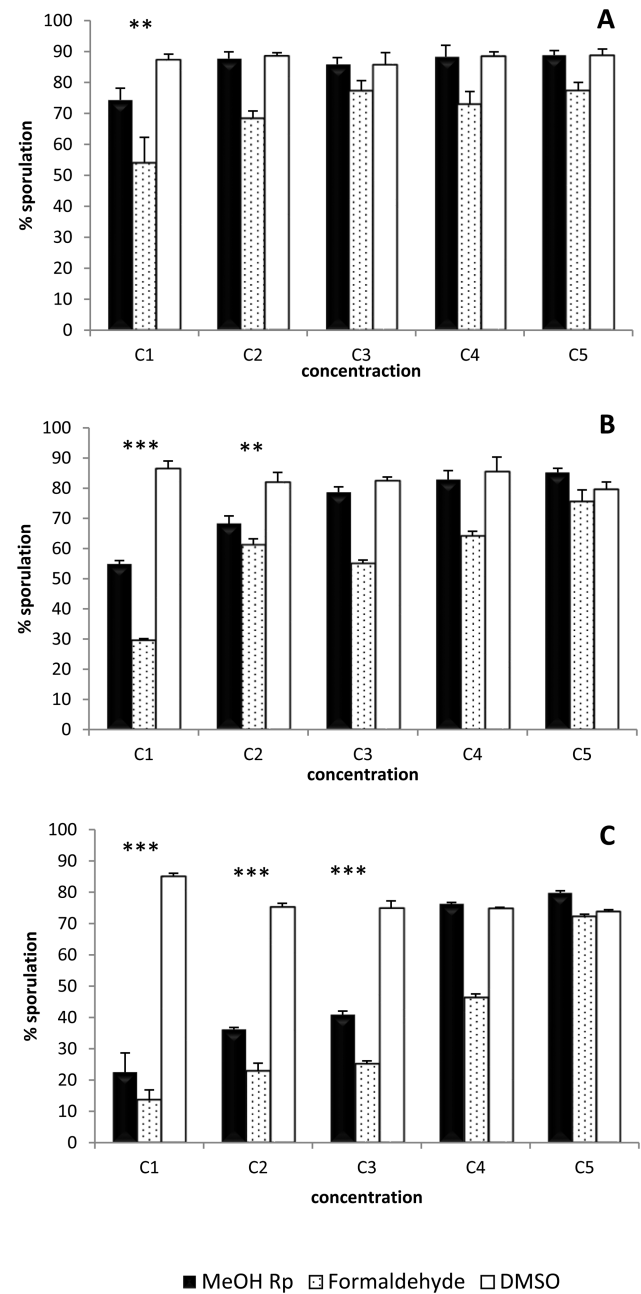 A
**
% sporulation
100
90
80
70
60
50
40
30
20
10
0
C1 C2 C3 C4 C5
concentraction
B
*** **
% sporulation
100
90
80
70
60
50
40
30
20
10
0
C1 C2 C3 C4 C5
concentration
C
*** *** ***
% sporulation
100
90
80
70
60
50
40
30
20
10
0
C1 C2 C3 C4 C5
concentration
MeOH Rp Formaldehyde DMSO